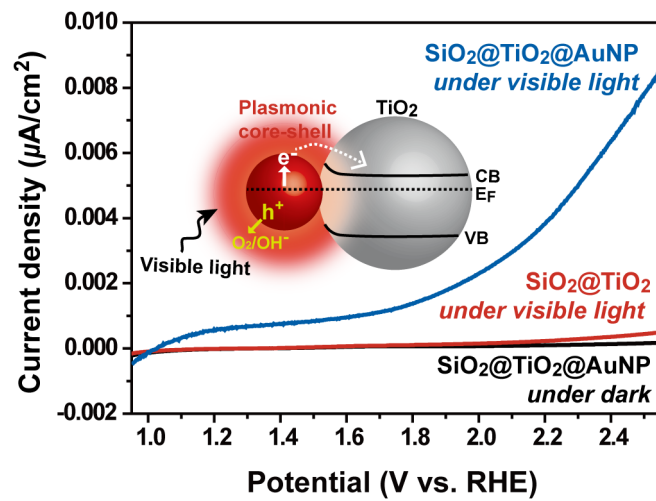 Current density (µA/cm²)
0.010
0.008
0.006
0.004
0.002
0.000
-0.002
SiO₂@TiO₂@AuNP
under visible light
Plasmonic
core-shell
TiO₂
e⁻
CB
E_F
h⁺
VB
O₂/OH⁻
Visible light
SiO₂@TiO₂
under visible light
SiO₂@TiO₂@AuNP
under dark
1.0 1.2 1.4 1.6 1.8 2.0 2.2 2.4
Potential (V vs. RHE)